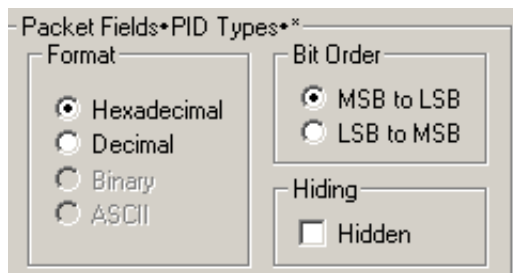 Packet Fields•PID Types•*
Format
Hexadecimal
Decimal
Binary
ASCII
Bit Order
MSB to LSB
LSB to MSB
Hiding
Hidden